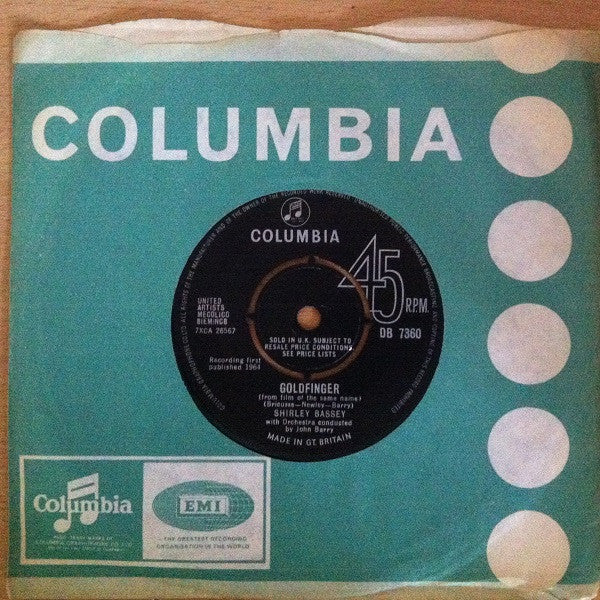 COLUMBIA
COLUMBIA
45 R.P.M.
UNITED
ARTISTS
MECOLICO
BIEM/NCB
7XCA 26567
DB 7360
SOLD IN U.K. SUBJECT TO
RESALE PRICE CONDITIONS,
SEE PRICE LISTS
Recording first
published 1964
GOLDFINGER
(from film of the same name)
(Bricusse—Newley—Barry)
SHIRLEY BASSEY
with Orchestra conducted
by John Barry
MADE IN GT. BRITAIN
Columbia
EMI
THE GREATEST RECORDING
ORGANISATION IN THE WORLD